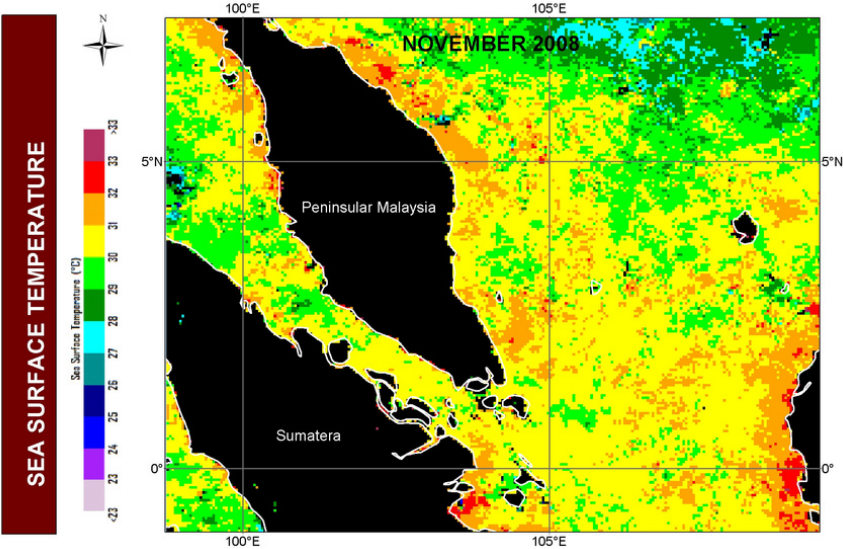 100°E
105°E
N
NOVEMBER 2008
SEA SURFACE TEMPERATURE
Sea Surface Temperature (°C)
>33
33
32
31
30
29
28
27
26
25
24
23
<23
5°N
5°N
Peninsular Malaysia
Sumatera
0°
0°
100°E
105°E